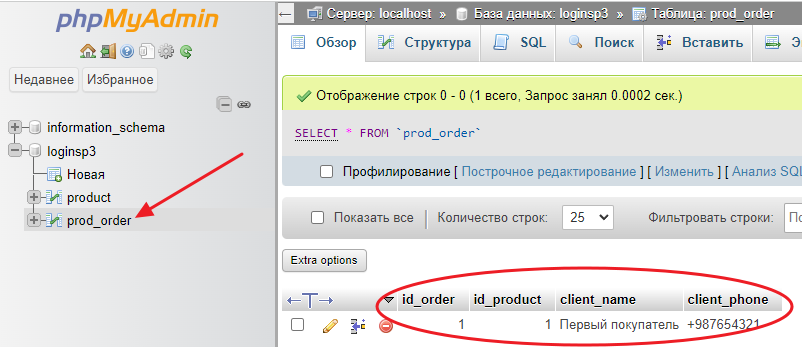 phpMyAdmin
Недавнее Избранное
information_schema
loginsp3
Новая
product
prod_order
Сервер: localhost » База данных: loginsp3 » Таблица: prod_order
Обзор Структура SQL Поиск Вставить Э
Отображение строк 0 - 0 (1 всего, Запрос занял 0.0002 сек.)
SELECT * FROM `prod_order`
Профилирование [ Построчное редактирование ] [ Изменить ] [ Анализ SQL
Показать все Количество строк: 25 Фильтровать строки: По
Extra options
←T→ id_order id_product client_name client_phone
1 1 Первый покупатель +987654321